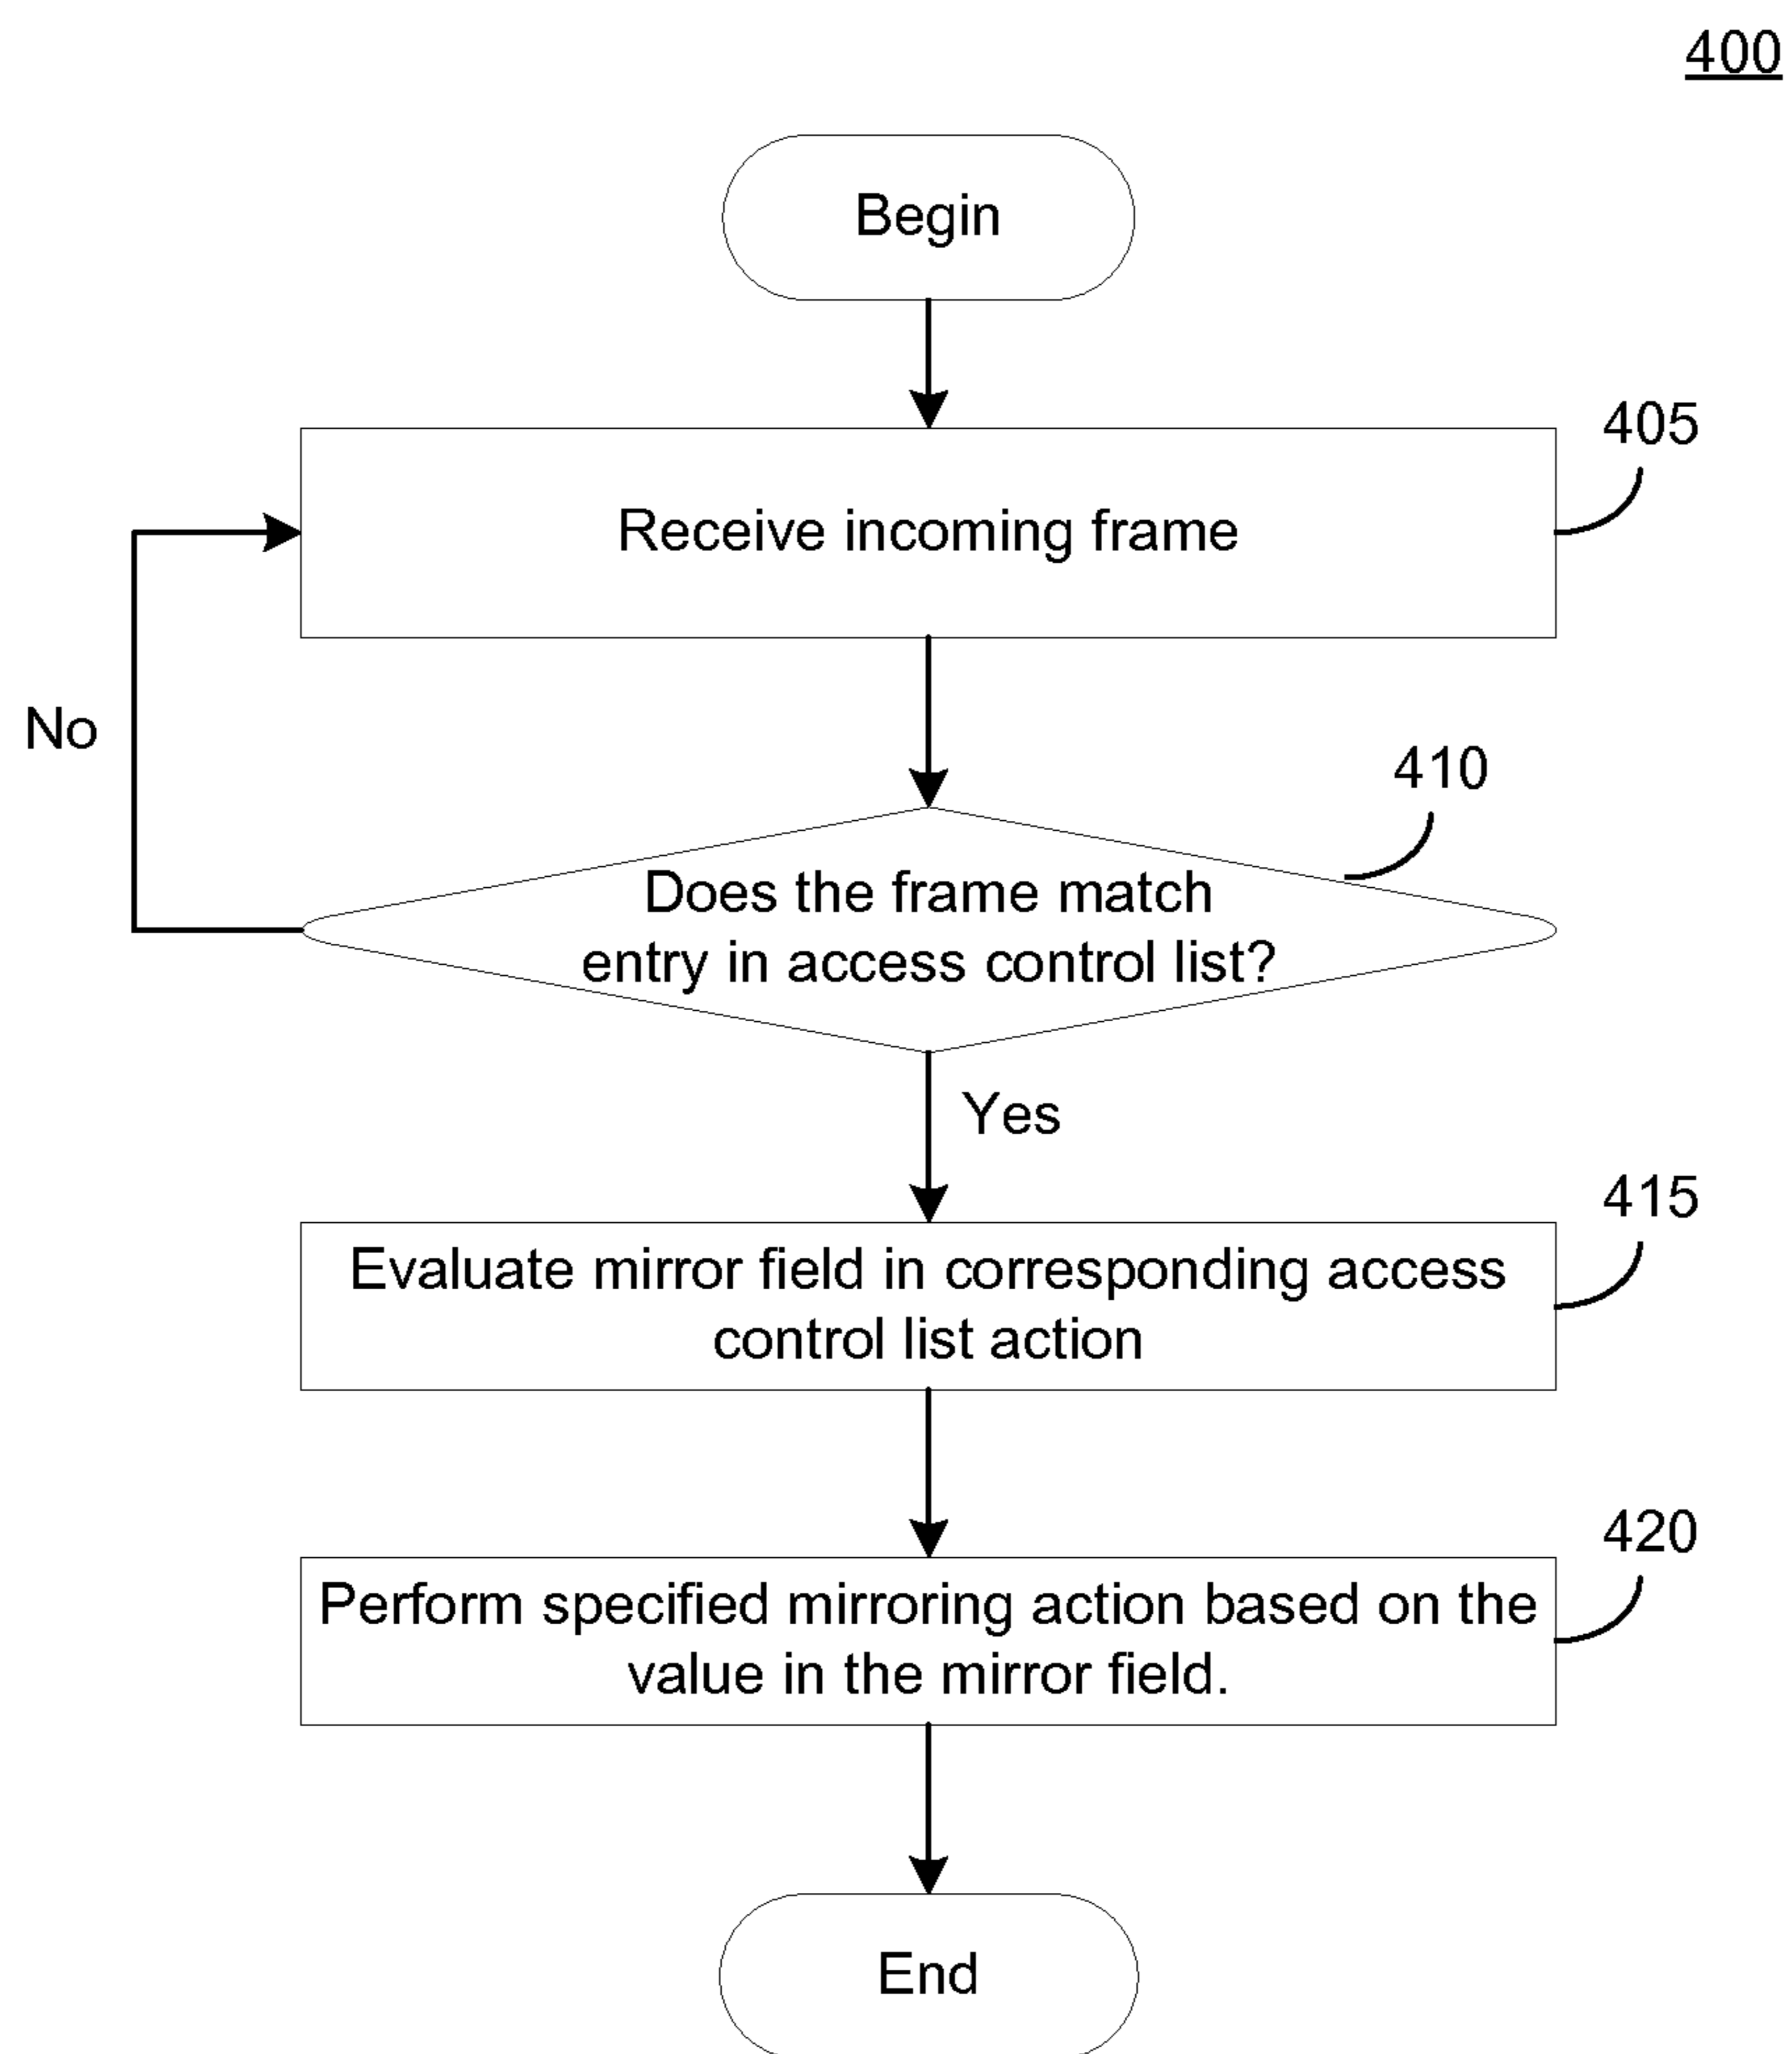 400
Begin
405
Receive incoming frame
No
410
Does the frame match
entry in access control list?
Yes
415
Evaluate mirror field in corresponding access
control list action
420
Perform specified mirroring action based on the
value in the mirror field.
End